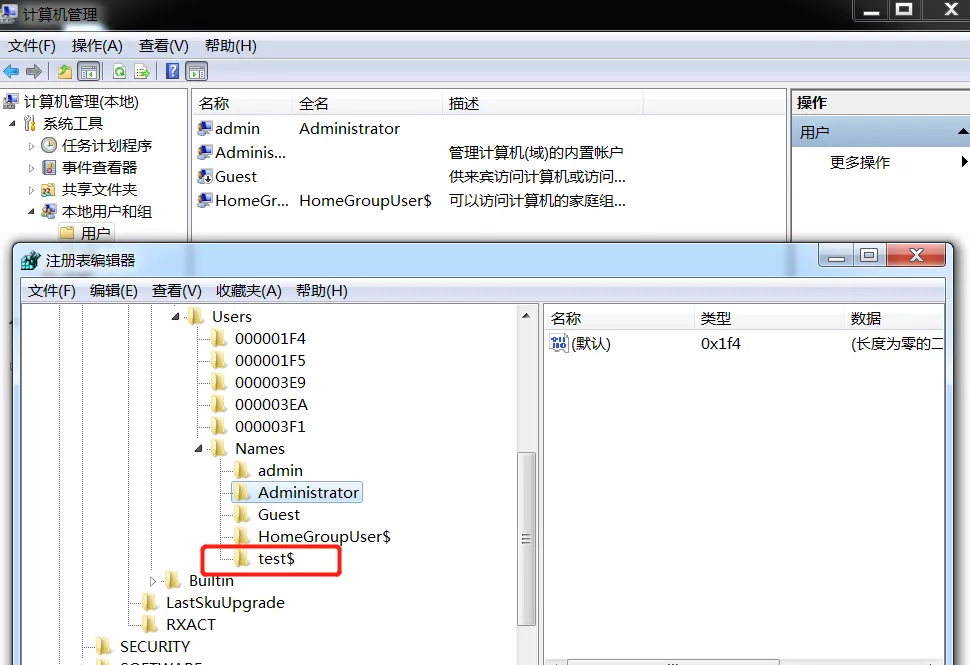 计算机管理
文件(F) 操作(A) 查看(V) 帮助(H)
计算机管理(本地)
系统工具
任务计划程序
事件查看器
共享文件夹
本地用户和组
用户
名称 全名 描述
admin Administrator
Adminis... 管理计算机(域)的内置帐户
Guest 供来宾访问计算机或访问...
HomeGr... HomeGroupUser$ 可以访问计算机的家庭组...
操作
用户
更多操作
注册表编辑器
文件(F) 编辑(E) 查看(V) 收藏夹(A) 帮助(H)
Users
000001F4
000001F5
000003E9
000003EA
000003F1
Names
admin
Administrator
Guest
HomeGroupUser$
test$
Builtin
LastSkuUpgrade
RXACT
SECURITY
SOFTWARE
名称 类型 数据
(默认) 0x1f4 (长度为零的二